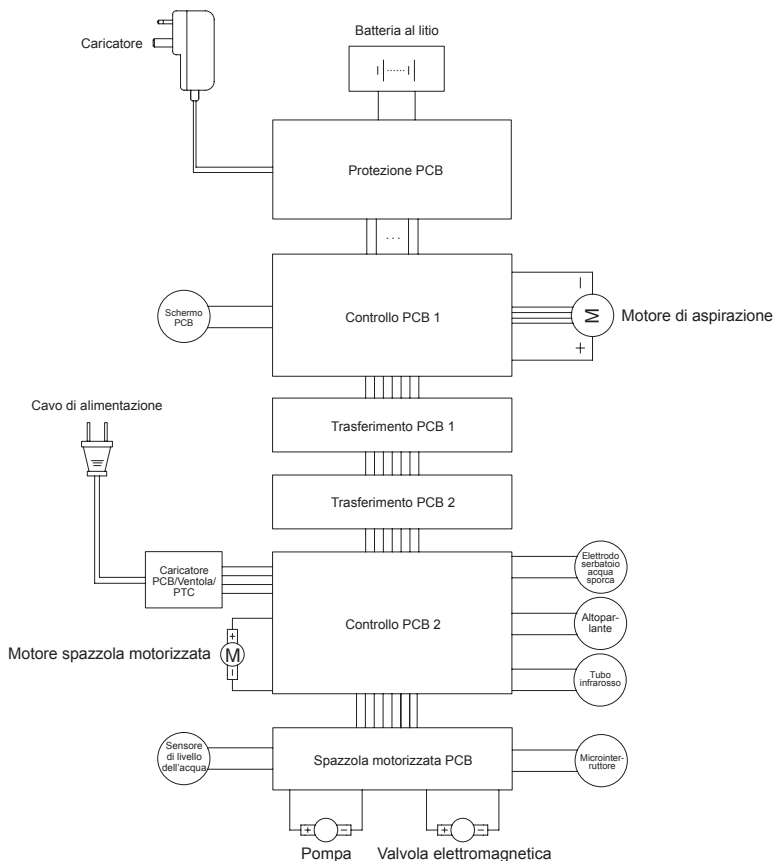 Batteria al litio
Caricatore
Protezione PCB
Schermo
PCB
Controllo PCB 1
M
Motore di aspirazione
Trasferimento PCB 1
Cavo di alimentazione
Trasferimento PCB 2
Caricatore
PCB/Ventola/
PTC
Elettrodo
serbatoio
acqua
sporca
Controllo PCB 2
Altopar-
lante
Motore spazzola motorizzata
M
Tubo
infrarosso
Sensore
di livello
dell'acqua
Spazzola motorizzata PCB
Microinter-
ruttore
Pompa
Valvola elettromagnetica